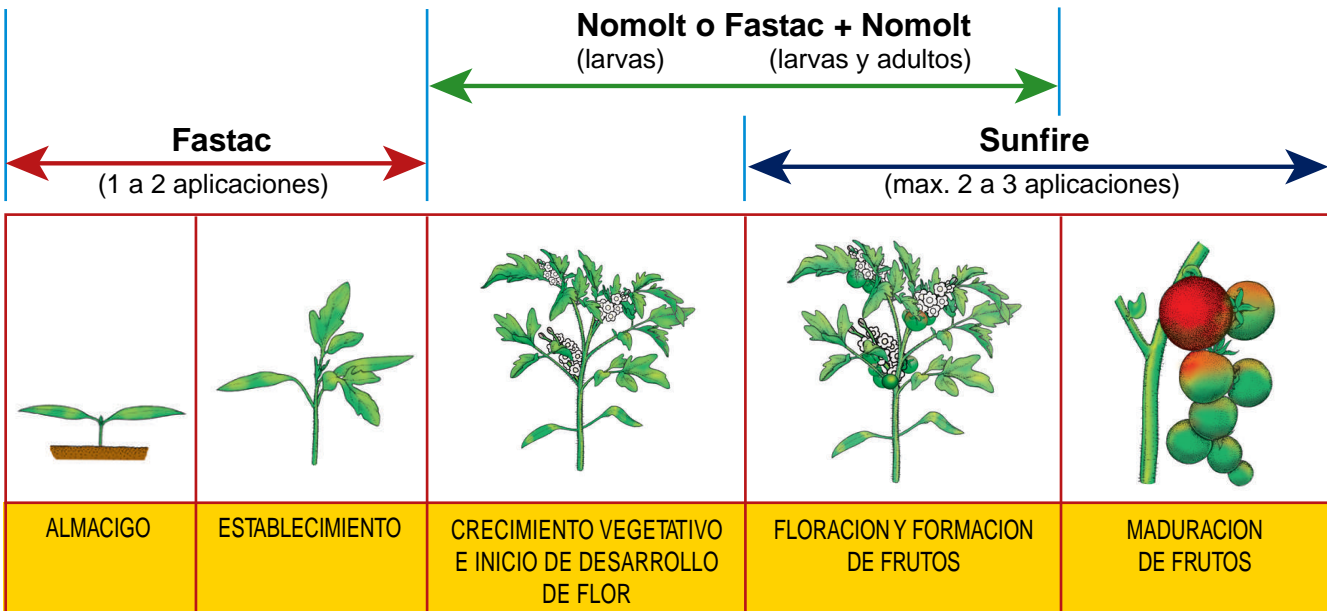 Nomolt o Fastac + Nomolt
(larvas) (larvas y adultos)
Fastac
(1 a 2 aplicaciones)
Sunfire
(max. 2 a 3 aplicaciones)
ALMACIGO
ESTABLECIMIENTO
CRECIMIENTO VEGETATIVO
E INICIO DE DESARROLLO
DE FLOR
FLORACION Y FORMACION
DE FRUTOS
MADURACION
DE FRUTOS